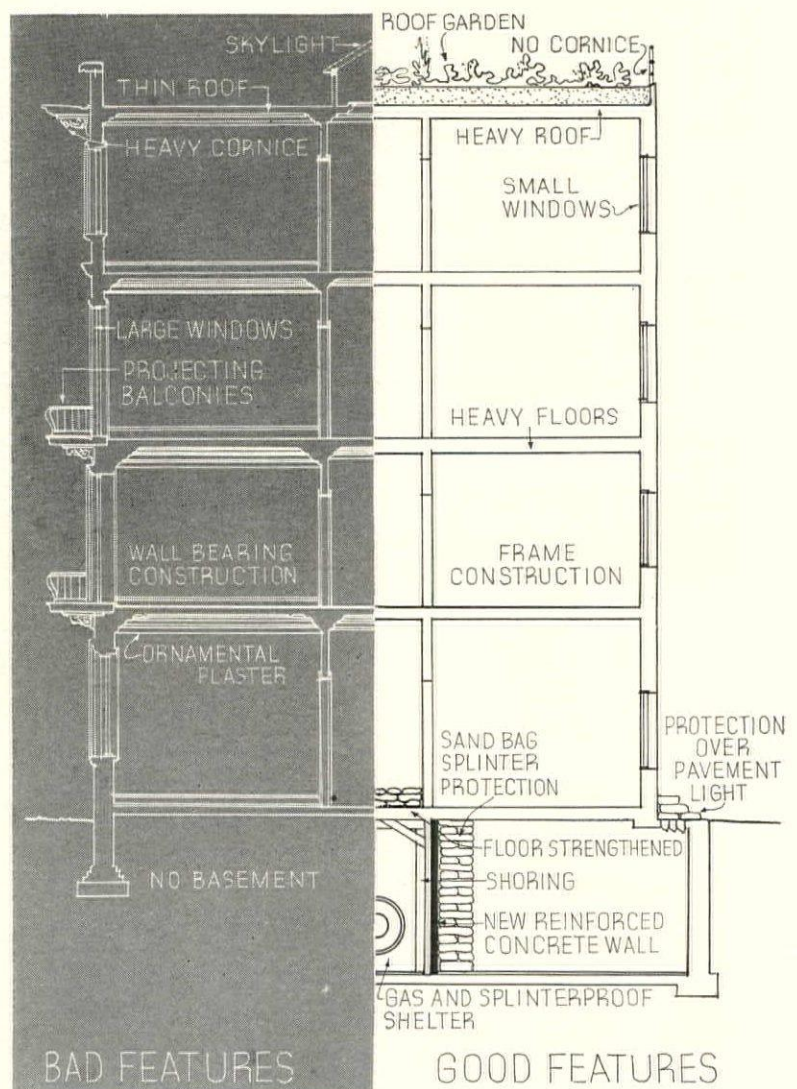 SKYLIGHT
THIN ROOF
HEAVY CORNICE
LARGE WINDOWS
PROJECTING
BALCONIES
WALL BEARING
CONSTRUCTION
ORNAMENTAL
PLASTER
NO BASEMENT
BAD FEATURES
ROOF GARDEN
NO CORNICE
HEAVY ROOF
SMALL
WINDOWS
HEAVY FLOORS
FRAME
CONSTRUCTION
SAND BAG
SPLINTER
PROTECTION
PROTECTION
OVER
PAVEMENT
LIGHT
FLOOR STRENGTHENED
SHORING
NEW REINFORCED
CONCRETE WALL
GAS AND SPLINTERPROOF
SHELTER
GOOD FEATURES